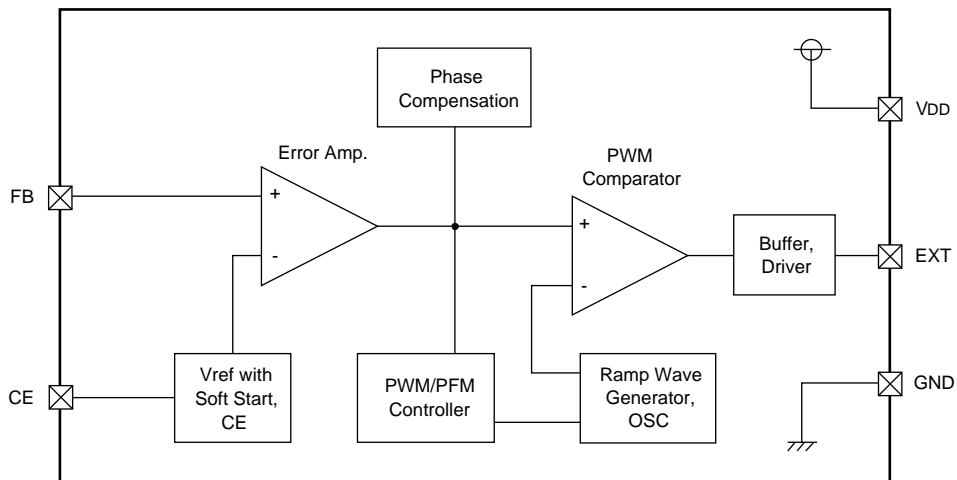 Phase
Compensation
VDD
Error Amp.
PWM
Comparator
FB
+
-
+
-
Buffer,
Driver
EXT
CE
Vref with
Soft Start,
CE
PWM/PFM
Controller
Ramp Wave
Generator,
OSC
GND